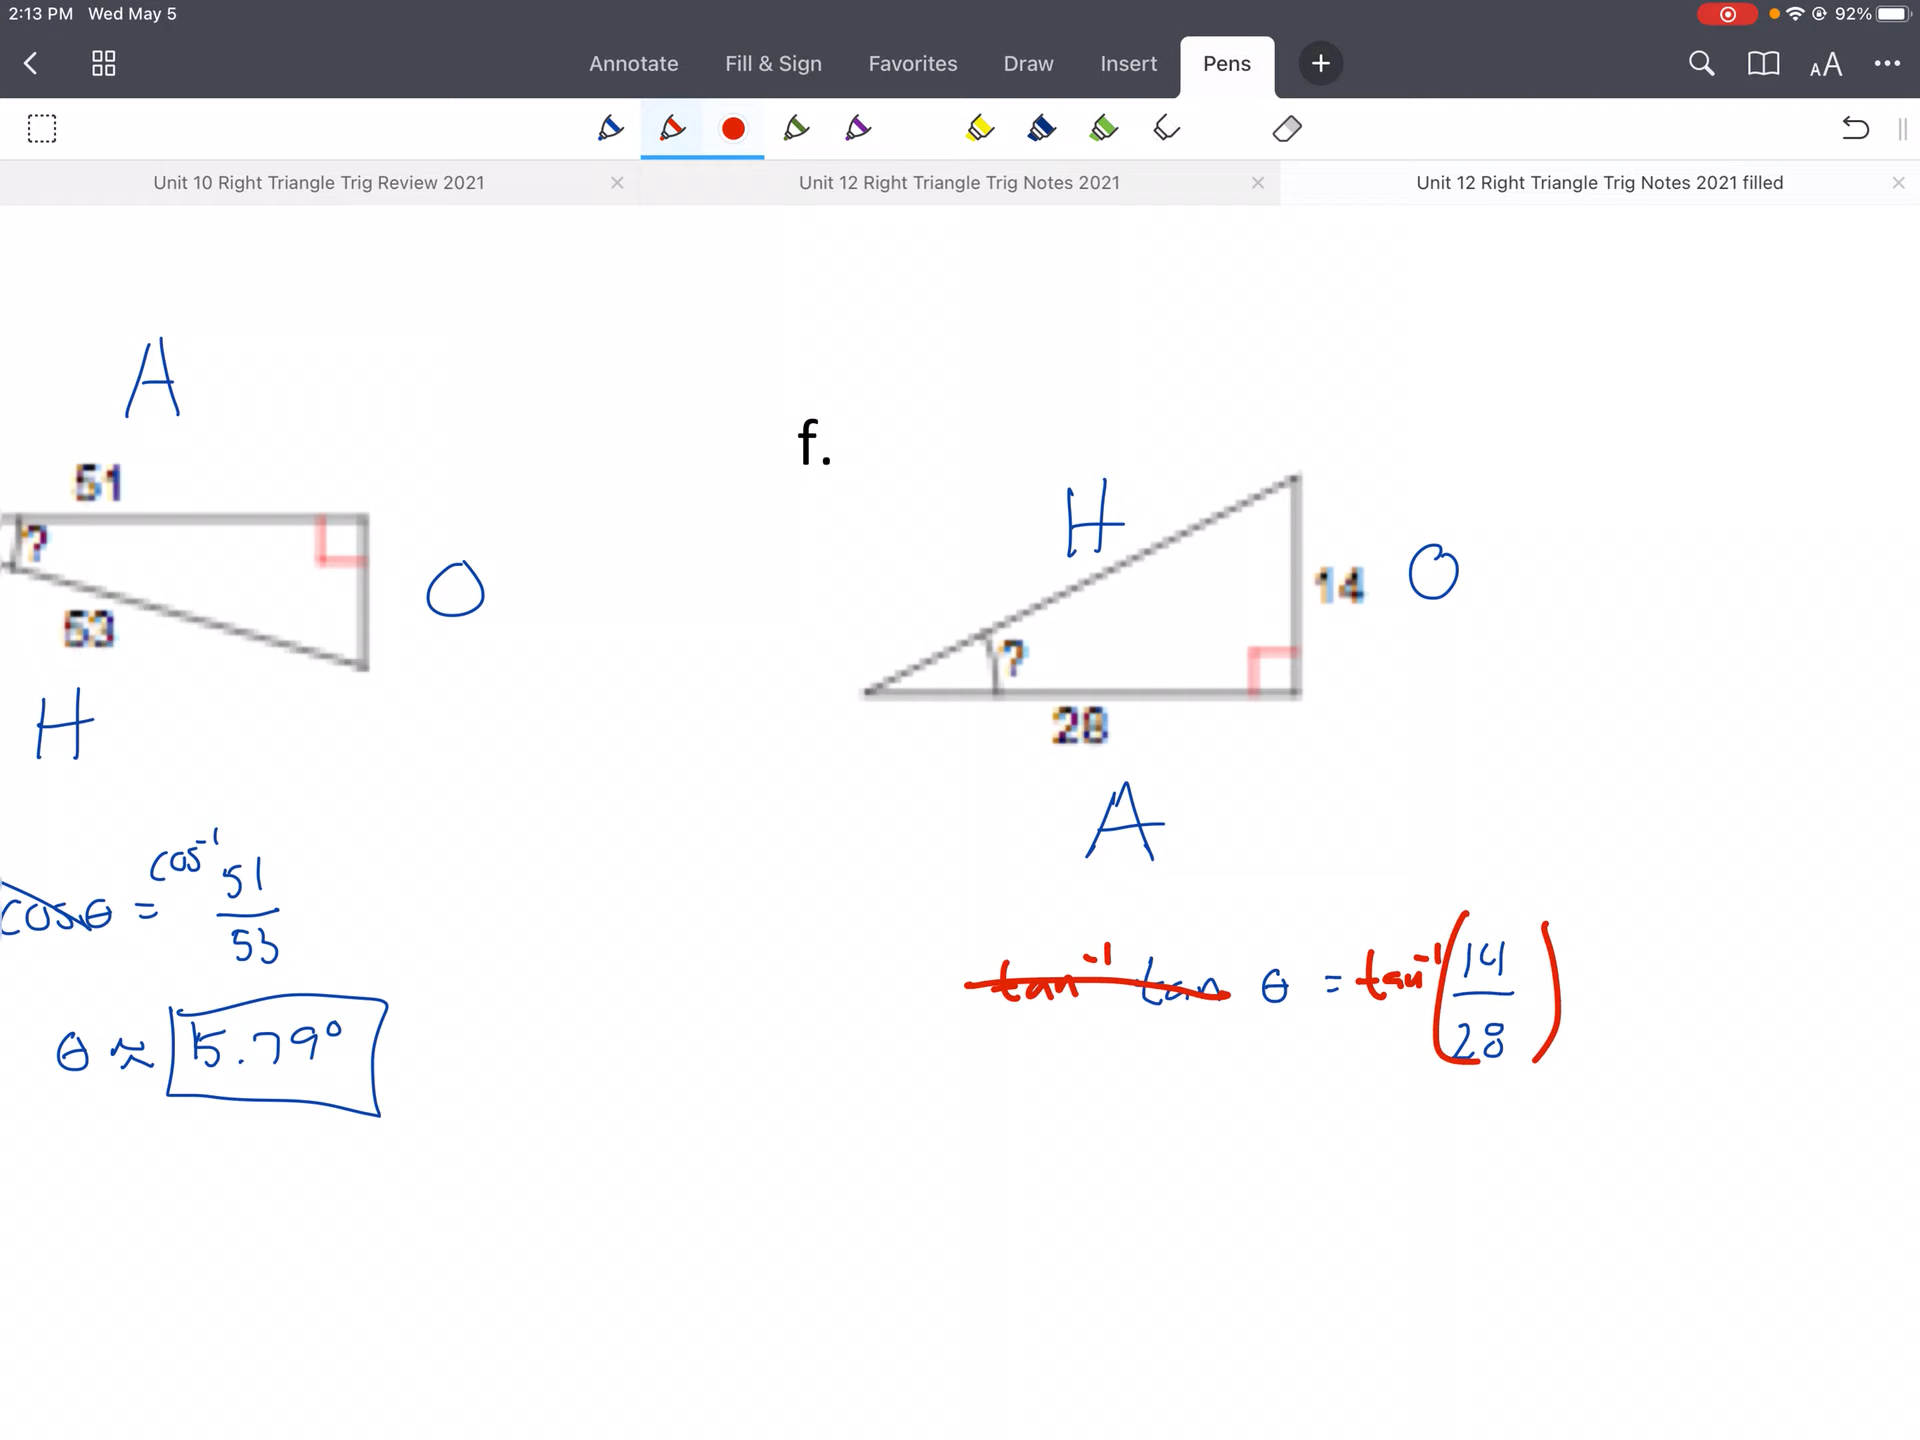 2:13 PM Wed May 5 92%
Annotate Fill & Sign Favorites Draw Insert Pens
AA
Unit 10 Right Triangle Trig Review 2021 Unit 12 Right Triangle Trig Notes 2021 Unit 12 Right Triangle Trig Notes 2021 filled
A
51
?
53
O
H
cos θ = cos⁻¹ 51/53
θ ≈ 15.79°
f.
H
14 O
?
28
A
tan⁻¹ tan θ = tan⁻¹ (14/28)